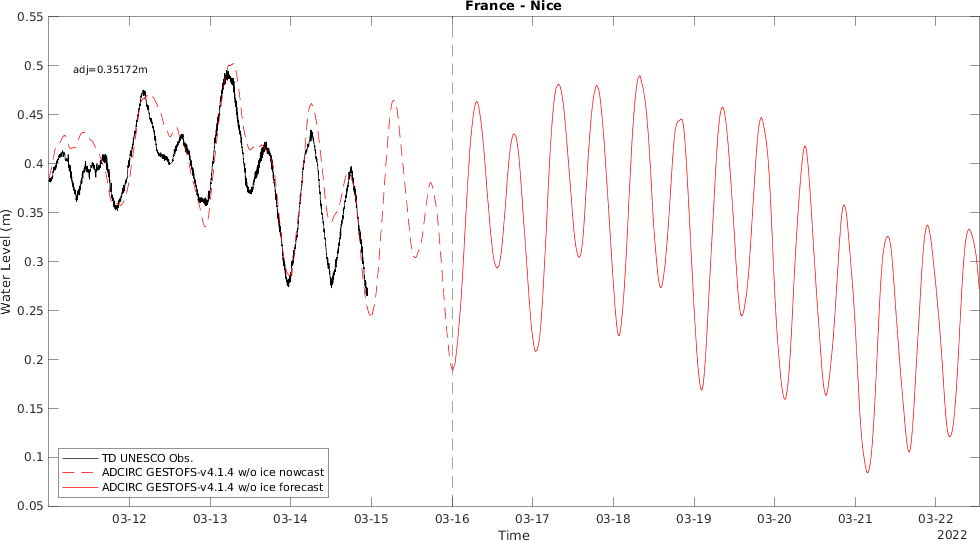 France - Nice
adj=0.35172m
Water Level (m)
0.55
0.5
0.45
0.4
0.35
0.3
0.25
0.2
0.15
0.1
0.05
TD UNESCO Obs.
ADCIRC GESTOFS-v4.1.4 w/o ice nowcast
ADCIRC GESTOFS-v4.1.4 w/o ice forecast
03-12 03-13 03-14 03-15 03-16 03-17 03-18 03-19 03-20 03-21 03-22
Time
2022